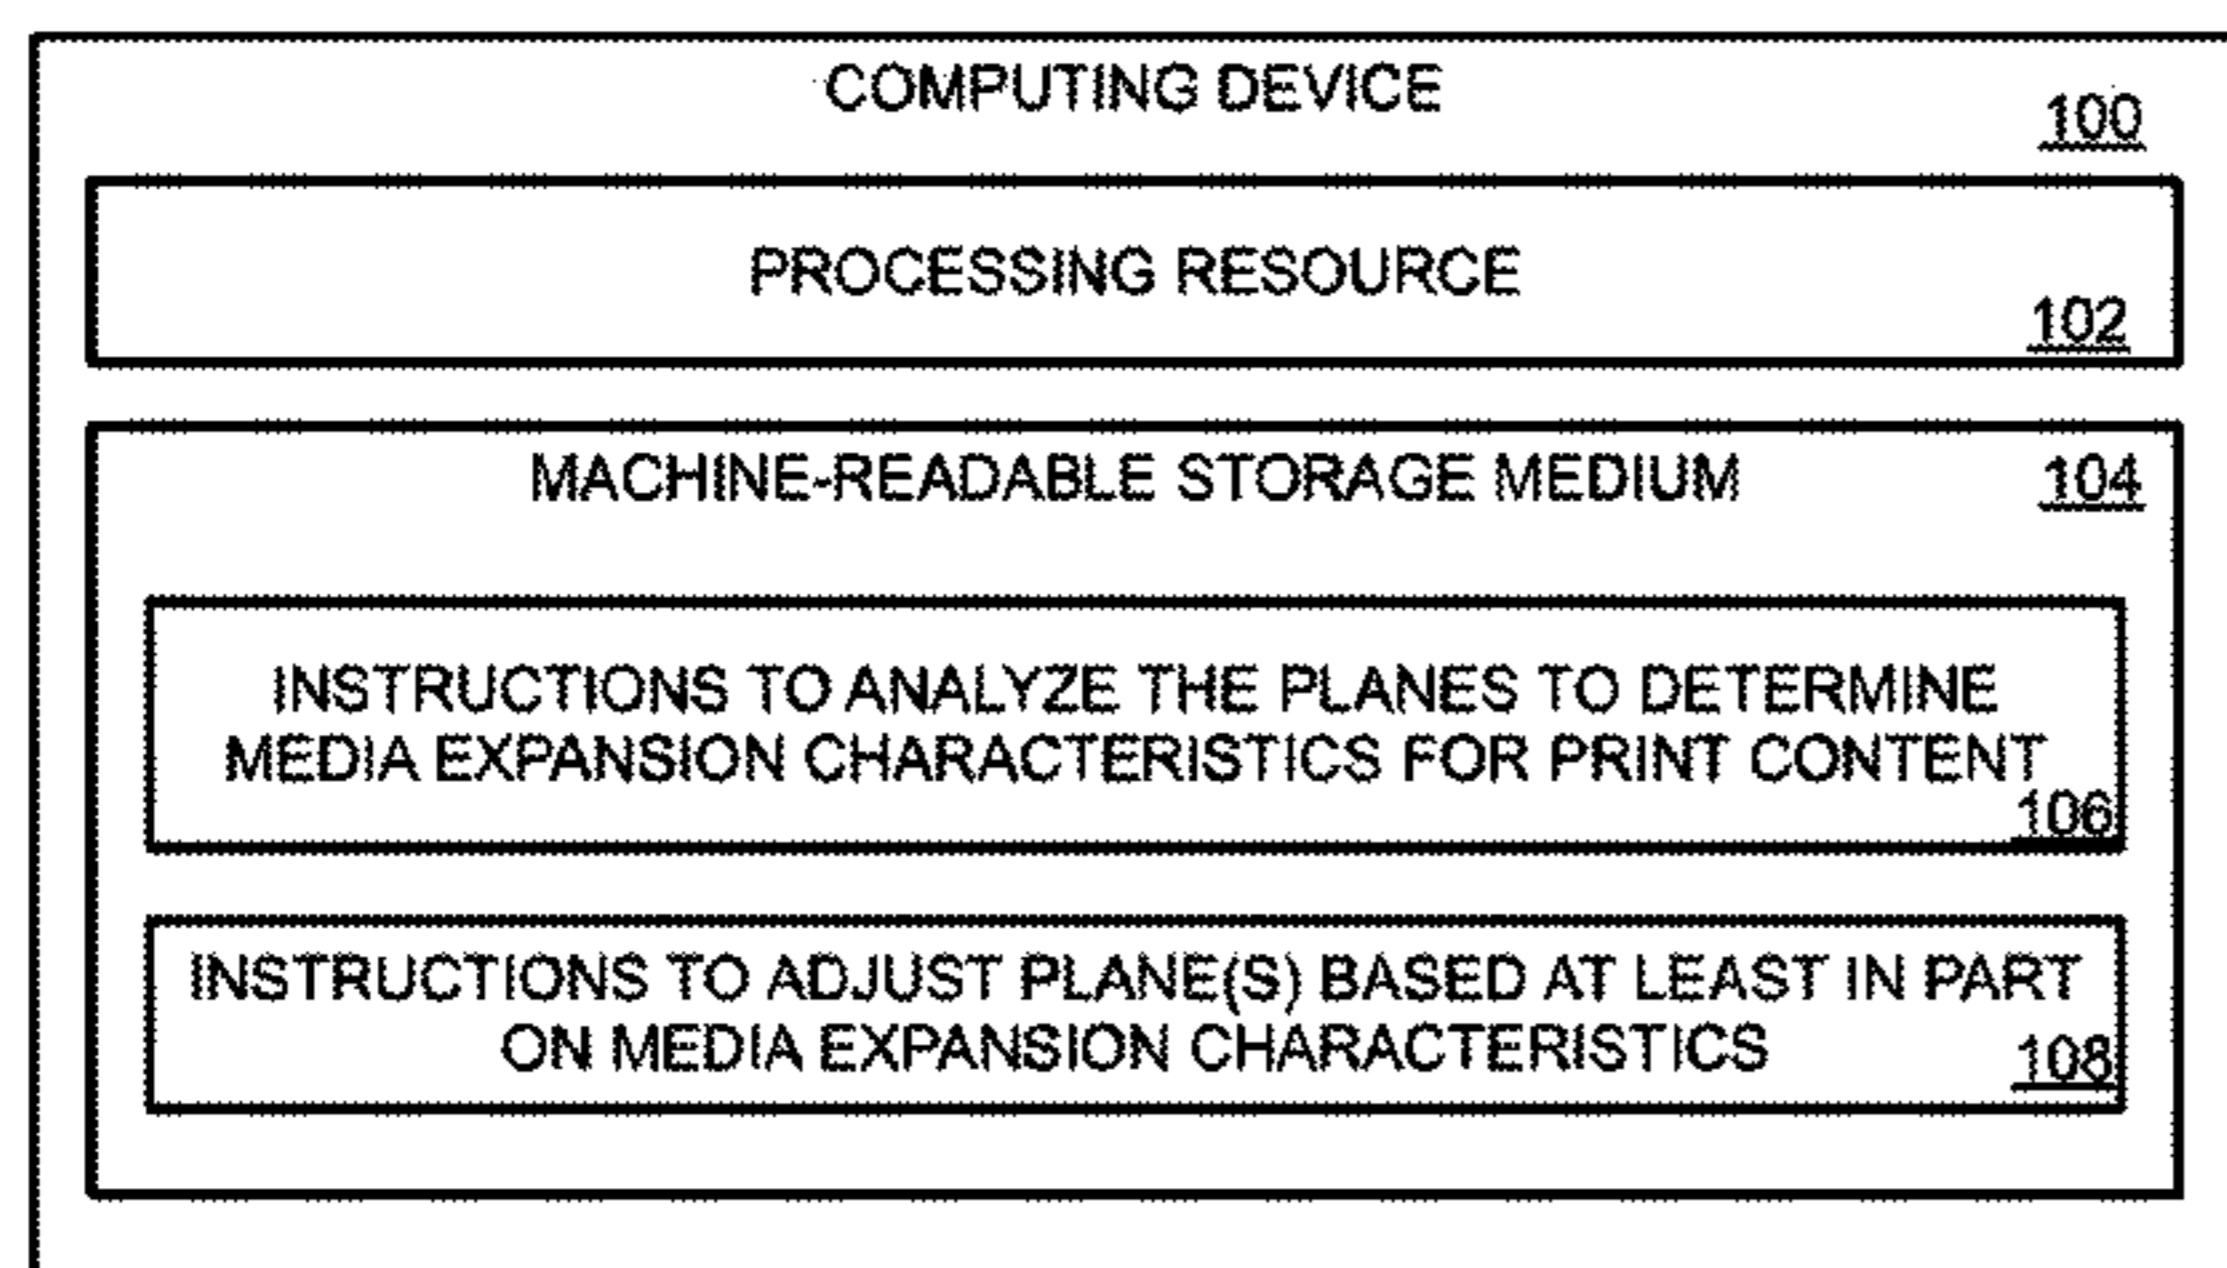 COMPUTING DEVICE
100
PROCESSING RESOURCE
102
MACHINE-READABLE STORAGE MEDIUM
104
INSTRUCTIONS TO ANALYZE THE PLANES TO DETERMINE
MEDIA EXPANSION CHARACTERISTICS FOR PRINT CONTENT
106
INSTRUCTIONS TO ADJUST PLANE(S) BASED AT LEAST IN PART
ON MEDIA EXPANSION CHARACTERISTICS
108